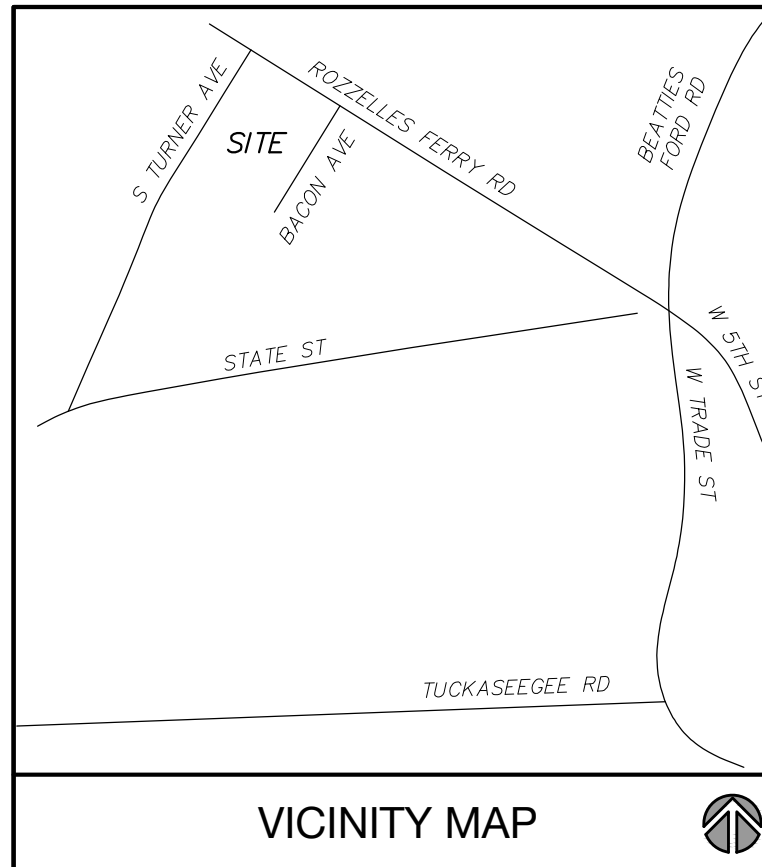 S TURNER AVE
ROZZELLES FERRY RD
BEATTIES
FORD RD
SITE
BACON AVE
W 5TH ST
STATE ST
W TRADE ST
TUCKASEEGEE RD
VICINITY MAP